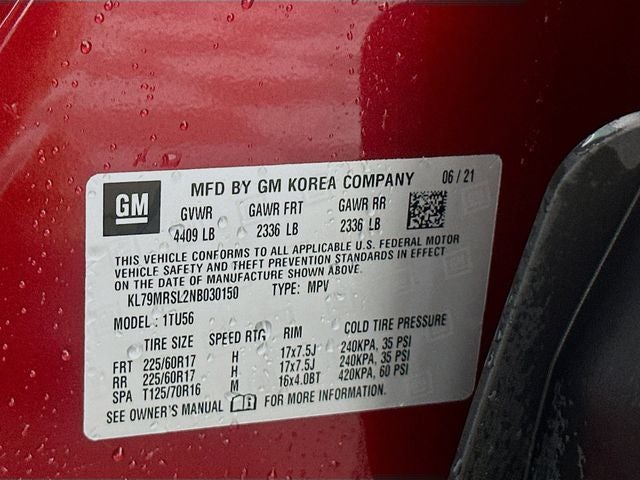 GM
MFD BY GM KOREA COMPANY 06 / 21
GVWR GAWR FRT GAWR RR
4409 LB 2336 LB 2336 LB
THIS VEHICLE CONFORMS TO ALL APPLICABLE U.S. FEDERAL MOTOR
VEHICLE SAFETY AND THEFT PREVENTION STANDARDS IN EFFECT
ON THE DATE OF MANUFACTURE SHOWN ABOVE.
KL79MRSL2NB030150 TYPE: MPV
MODEL : 1TU56
TIRE SIZE SPEED RTG RIM COLD TIRE PRESSURE
FRT 225/60R17 H 17x7.5J 240KPA, 35 PSI
RR 225/60R17 H 17x7.5J 240KPA, 35 PSI
SPA T125/70R16 M 16x4.0BT 420KPA, 60 PSI
SEE OWNER'S MANUAL FOR MORE INFORMATION.